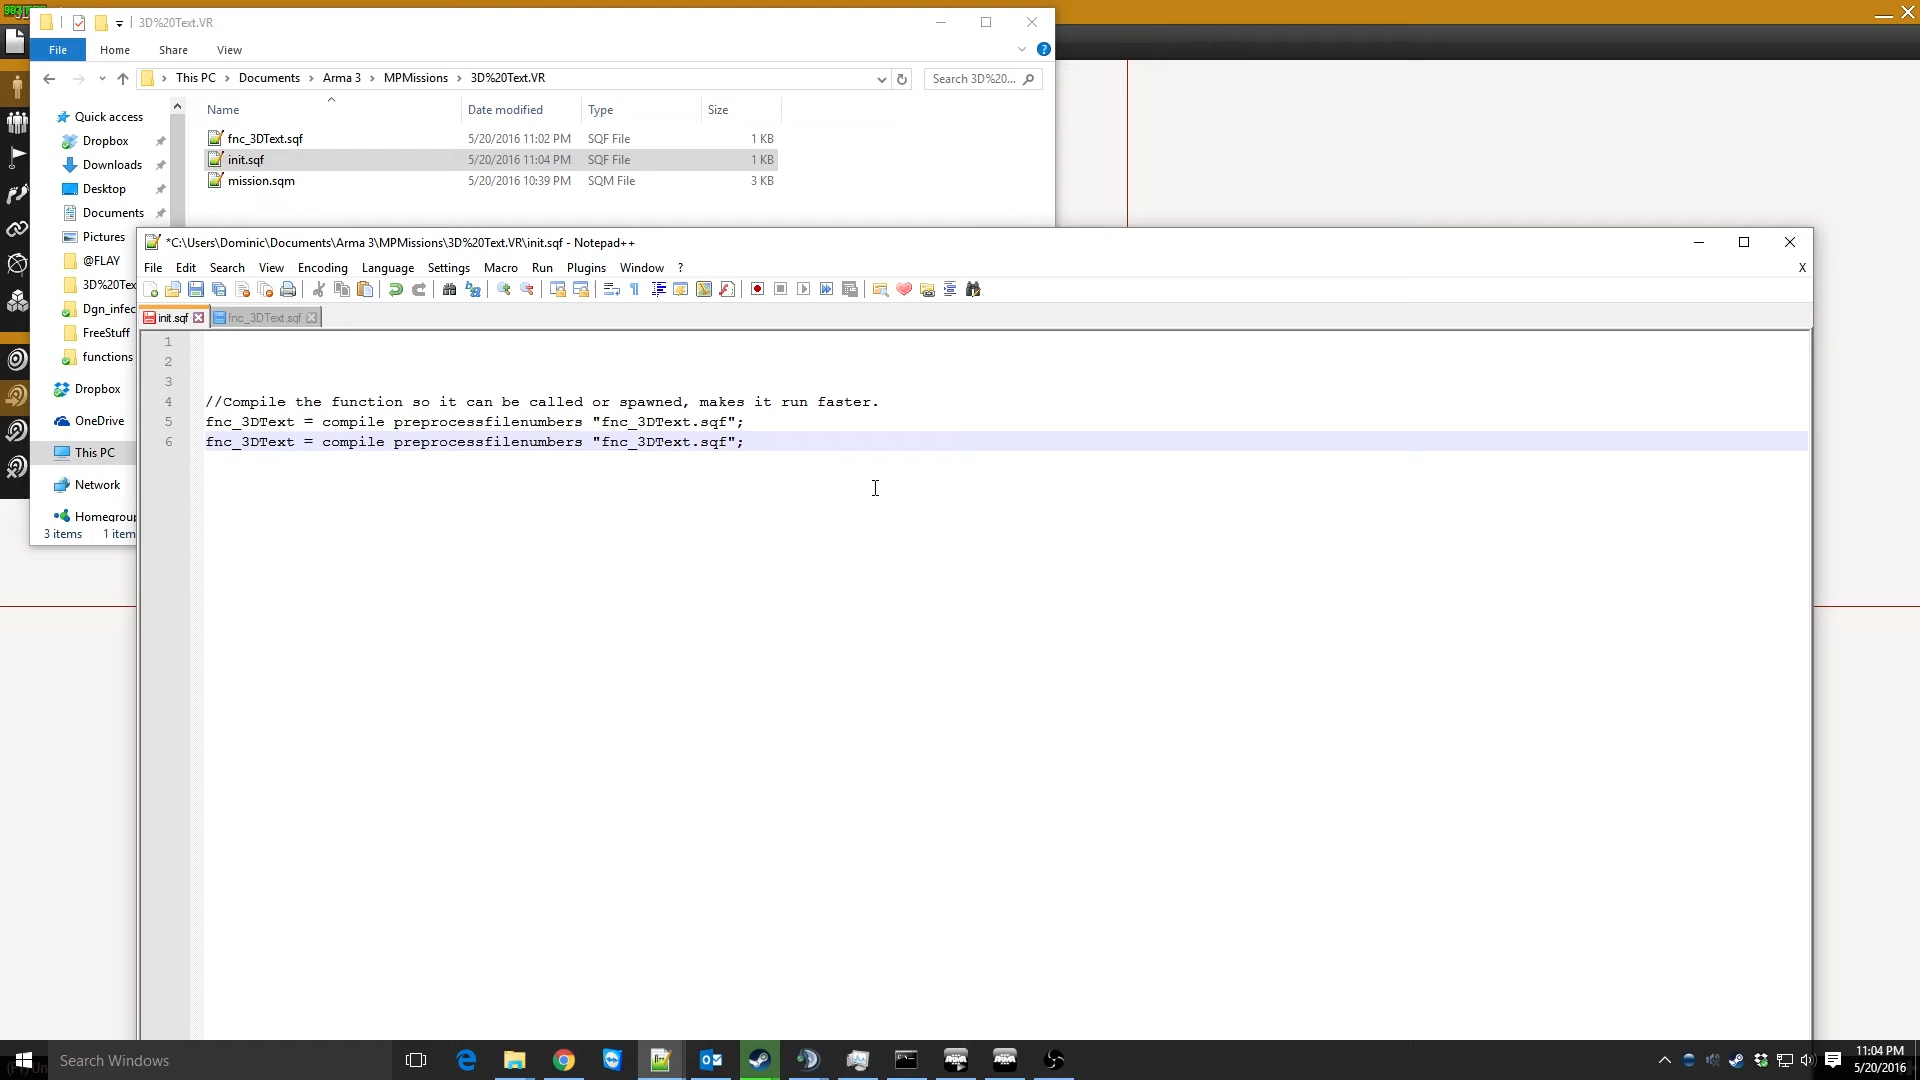 3D%20Text.VR
File Home Share View
This PC Documents Arma 3 MPMissions 3D%20Text.VR
Search 3D%20...
Name Date modified Type Size
fnc_3DText.sqf 5/20/2016 11:02 PM SQF File 1 KB
init.sqf 5/20/2016 11:04 PM SQF File 1 KB
mission.sqm 5/20/2016 10:39 PM SQM File 3 KB
Quick access
Dropbox
Downloads
Desktop
Documents
Pictures
@FLAY
3D%20Tex
Dgn_infec
FreeStuff
functions
Dropbox
OneDrive
This PC
Network
Homegroup
3 items 1 item
*C:\Users\Dominic\Documents\Arma 3\MPMissions\3D%20Text.VR\init.sqf - Notepad++
File Edit Search View Encoding Language Settings Macro Run Plugins Window ? X
init.sqf fnc_3DText.sqf
1
2
3
4 //Compile the function so it can be called or spawned, makes it run faster.
5 fnc_3DText = compile preprocessfilenumbers "fnc_3DText.sqf";
6 fnc_3DText = compile preprocessfilenumbers "fnc_3DText.sqf";
Search Windows
11:04 PM
5/20/2016